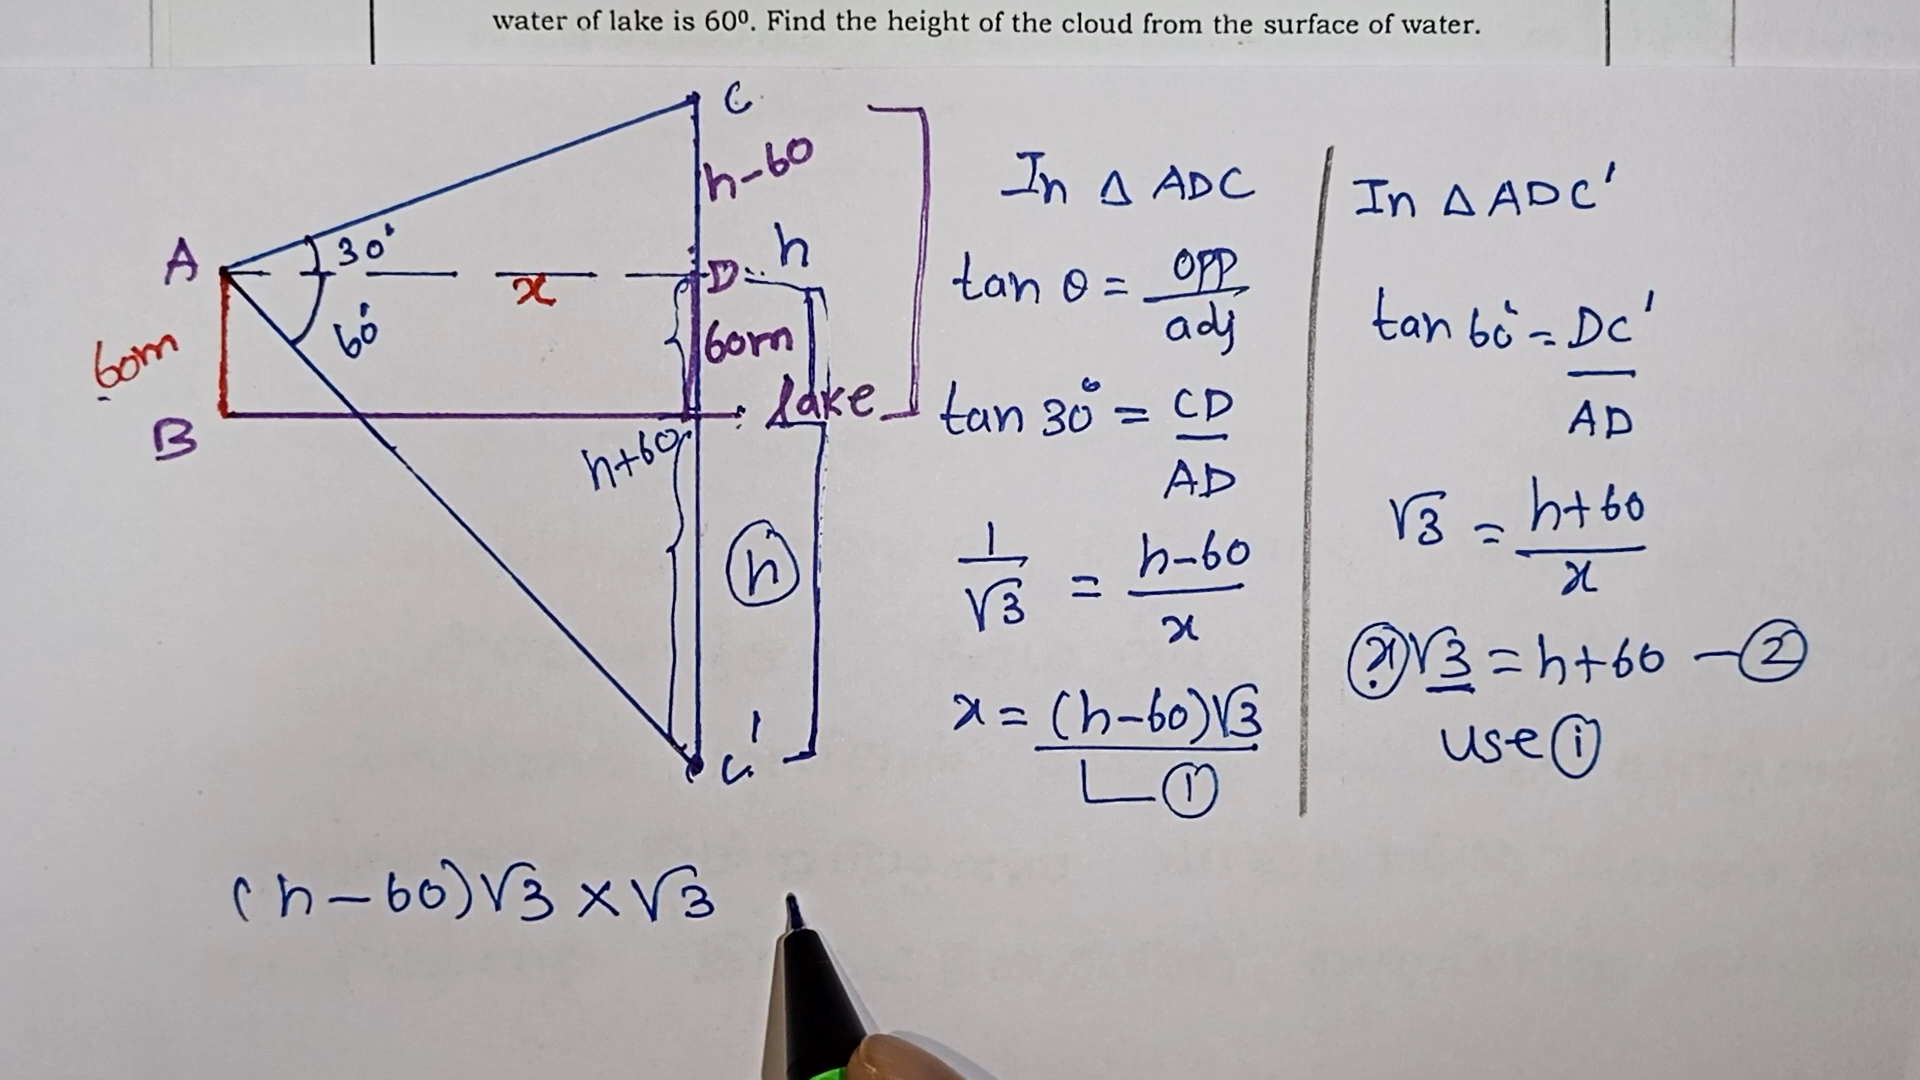 water of lake is 60⁰. Find the height of the cloud from the surface of water.
C
h-60
A
30°
D
h
x
60°
60m
60m
lake
B
h+60
h
C'
In Δ ADC
tan θ = opp/adj
tan 30° = CD/AD
1/√3 = h-60/x
x = (h-60)√3
①
In Δ ADC'
tan 60° = DC'/AD
√3 = h+60/x
x√3 = h+60 — ②
use ①
(h-60)√3 × √3